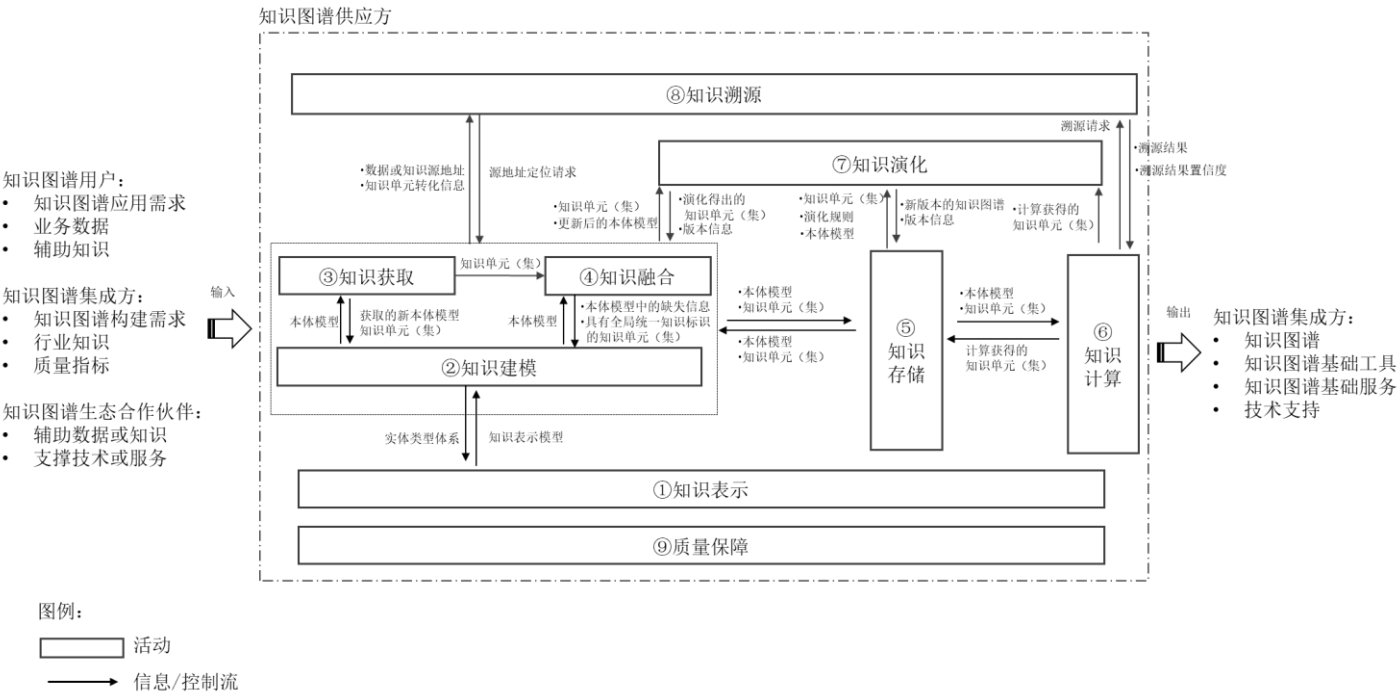 知识图谱供应方
⑧知识溯源
溯源请求
·溯源结果
·溯源结果置信度
⑦知识演化
·数据或知识源地址
·知识单元转化信息
源地址定位请求
·知识单元（集）
·更新后的本体模型
·演化得出的
知识单元（集）
·版本信息
·知识单元（集）
·演化规则
·本体模型
·新版本的知识图谱
·版本信息
·计算获得的
知识单元（集）
知识图谱用户：
• 知识图谱应用需求
• 业务数据
• 辅助知识
知识图谱集成方：
• 知识图谱构建需求
• 行业知识
• 质量指标
知识图谱生态合作伙伴：
• 辅助数据或知识
• 支撑技术或服务
输入
③知识获取
知识单元（集）
④知识融合
本体模型
获取的新本体模型
知识单元（集）
本体模型
·本体模型中的缺失信息
·具有全局统一知识标识
的知识单元（集）
②知识建模
·本体模型
·知识单元（集）
·本体模型
·知识单元（集）
⑤
知识
存储
·本体模型
·知识单元（集）
计算获得的
知识单元（集）
⑥
知识
计算
输出
知识图谱集成方：
• 知识图谱
• 知识图谱基础工具
• 知识图谱基础服务
• 技术支持
实体类型体系
知识表示模型
①知识表示
⑨质量保障
图例：
活动
信息/控制流